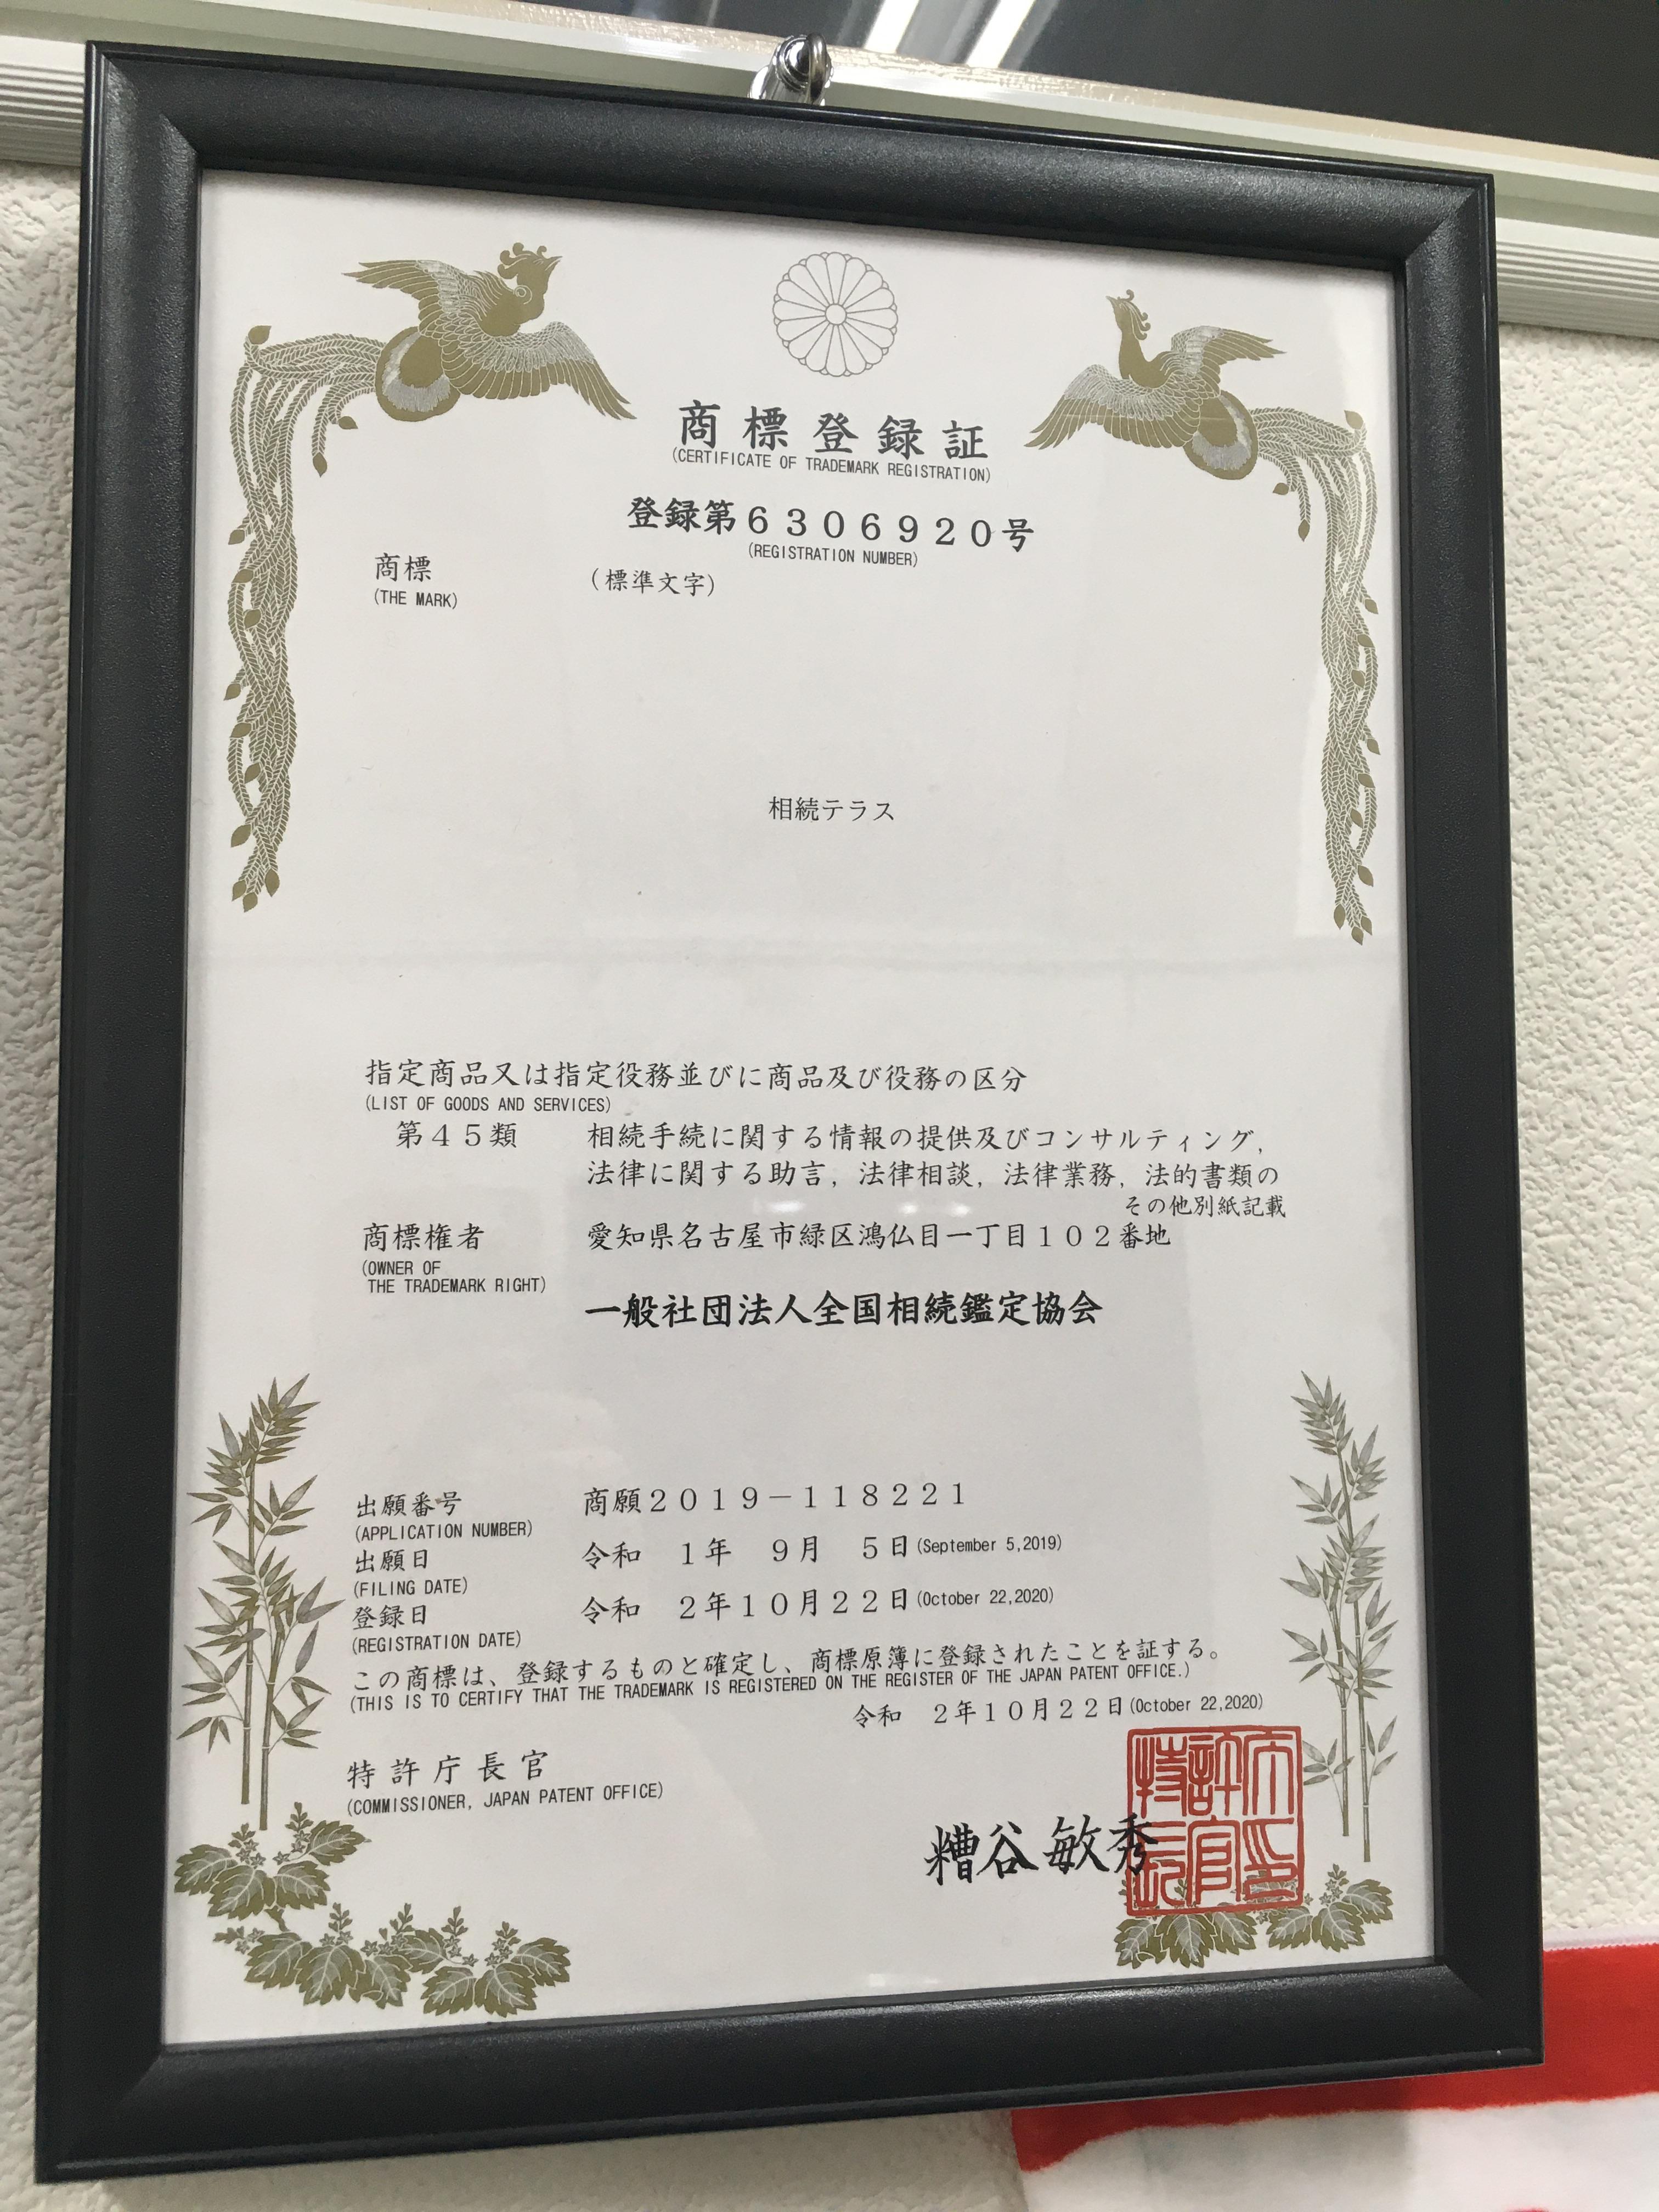 商標登録証
(CERTIFICATE OF TRADEMARK REGISTRATION)
登録第6306920号
(REGISTRATION NUMBER)
商標
(THE MARK)
(標準文字)
相続テラス
指定商品又は指定役務並びに商品及び役務の区分
(LIST OF GOODS AND SERVICES)
第45類 相続手続に関する情報の提供及びコンサルティング,
法律に関する助言,法律相談,法律業務,法的書類の
その他別紙記載
商標権者 愛知県名古屋市緑区鴻仏目一丁目102番地
(OWNER OF
THE TRADEMARK RIGHT)
一般社団法人全国相続鑑定協会
出願番号 商願2019-118221
(APPLICATION NUMBER)
出願日 令和 1年 9月 5日(September 5,2019)
(FILING DATE)
登録日 令和 2年10月22日(October 22,2020)
(REGISTRATION DATE)
この商標は、登録するものと確定し、商標原簿に登録されたことを証する。
(THIS IS TO CERTIFY THAT THE TRADEMARK IS REGISTERED ON THE REGISTER OF THE JAPAN PATENT OFFICE.)
令和 2年10月22日(October 22,2020)
特許庁長官
(COMMISSIONER, JAPAN PATENT OFFICE)
糟谷敏秀